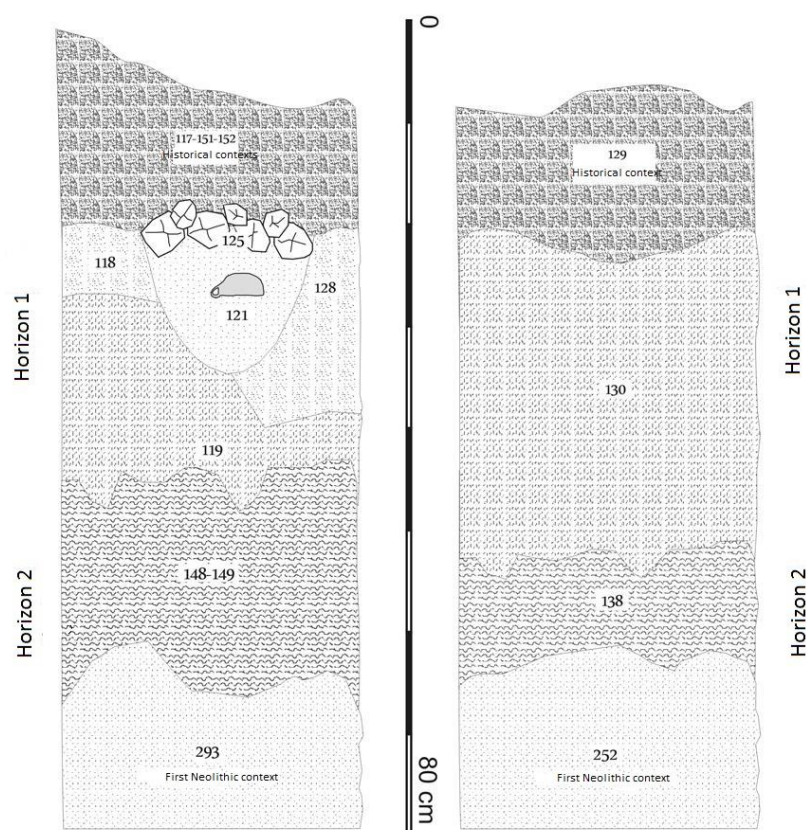 0
117-151-152
Historical contexts
125
118
128
121
Horizon 1
119
148-149
Horizon 2
293
First Neolithic context
80 cm
129
Historical context
130
Horizon 1
138
Horizon 2
252
First Neolithic context